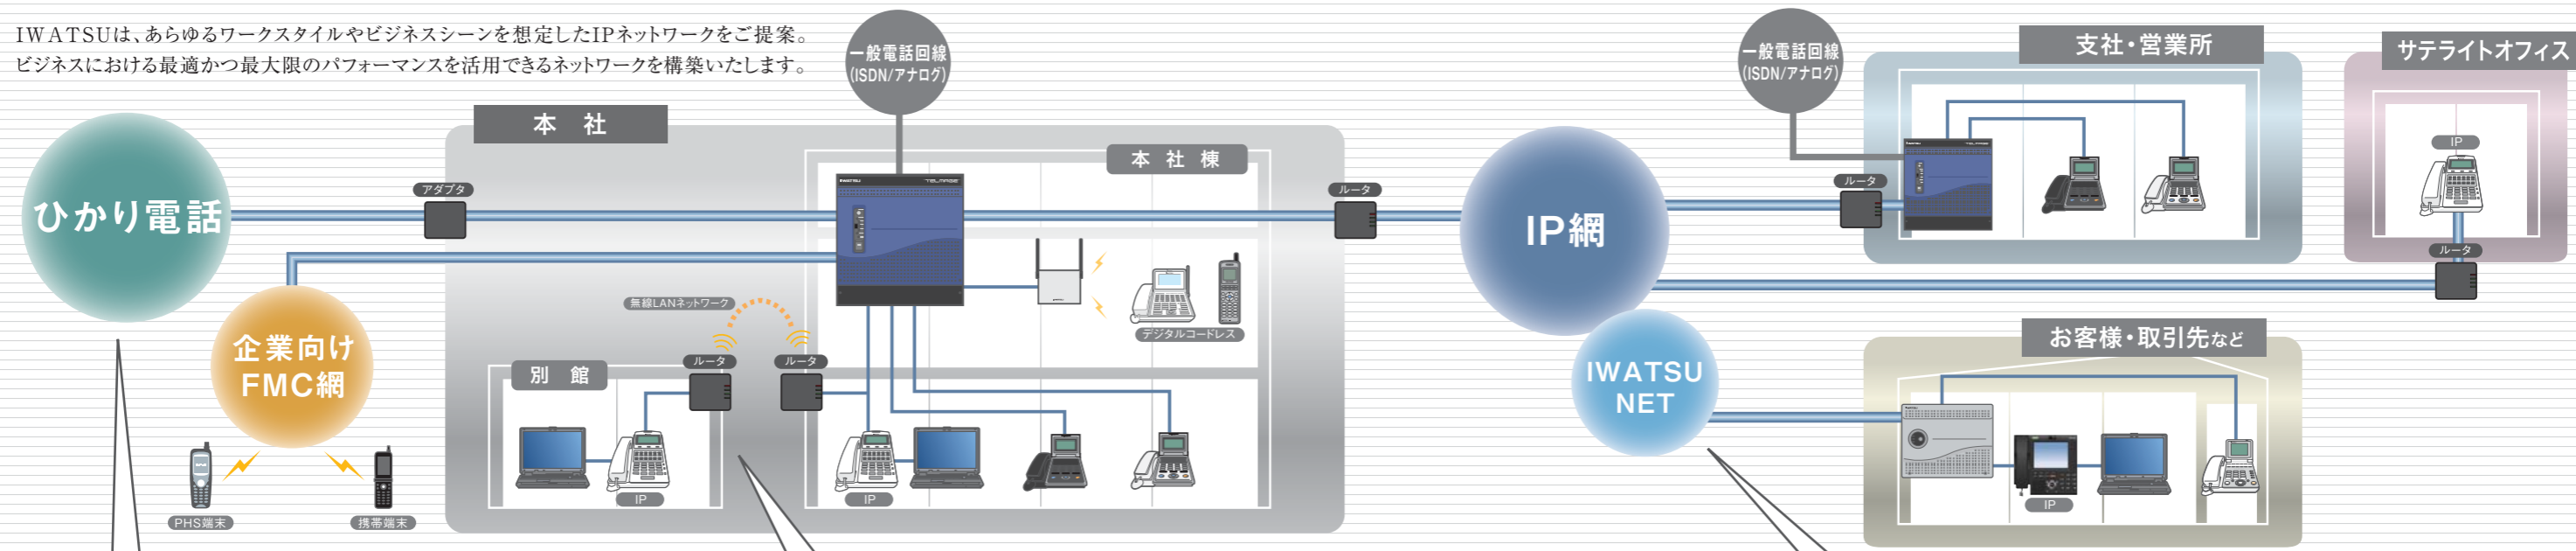 IWATSUは、あらゆるワークスタイルやビジネスシーンを想定したIPネットワークをご提案。
ビジネスにおける最適かつ最大限のパフォーマンスを活用できるネットワークを構築いたします。
ひかり電話
企業向け
FMC網
PHS端末
携帯端末
本 社
アダプタ
一般電話回線
(ISDN/アナログ)
本 社 棟
IWATSU
TELMAGE
ルータ
無線LANネットワーク
デジタルコードレス
別 館
ルータ
ルータ
IP
IP
IP網
IWATSU
NET
一般電話回線
(ISDN/アナログ)
支社・営業所
ルータ
サテライトオフィス
IP
ルータ
お客様・取引先など
IP